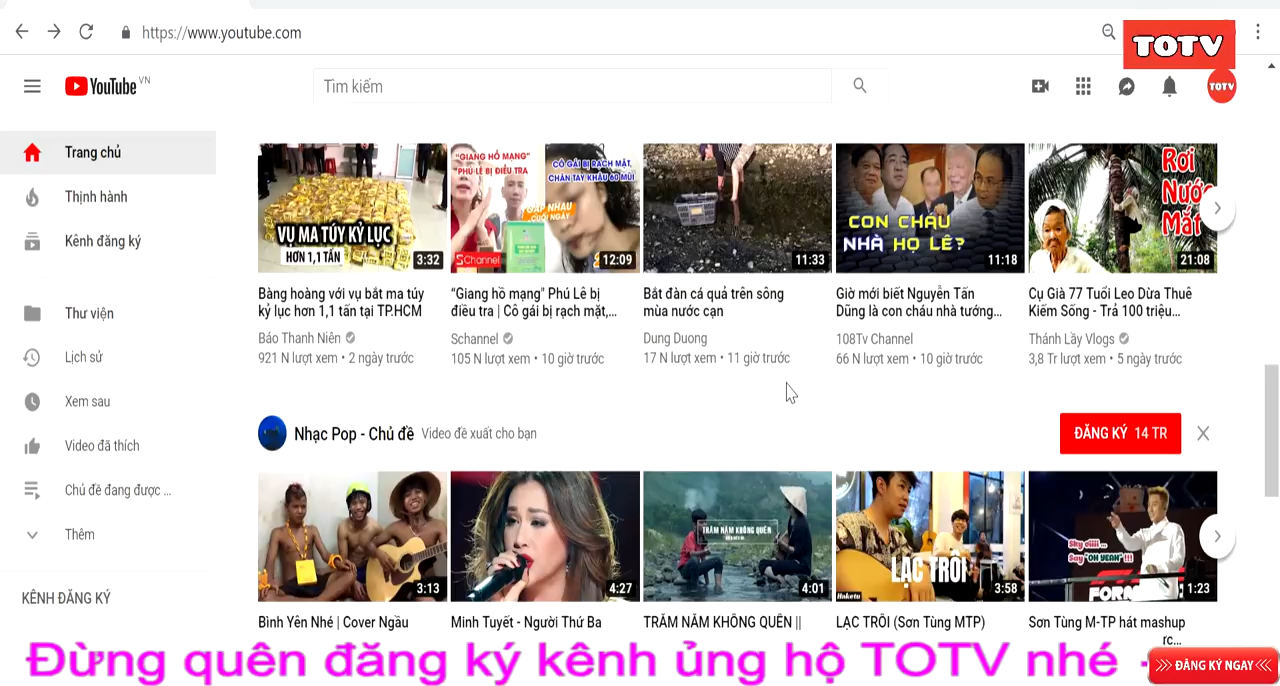 https://www.youtube.com
TOTV
YouTube VN
Tìm kiếm
TOTV
Trang chủ
Thịnh hành
Kênh đăng ký
Thư viện
Lịch sử
Xem sau
Video đã thích
Chủ đề đang được ...
Thêm
KÊNH ĐĂNG KÝ
VỤ MA TÚY KỶ LỤC
HƠN 1,1 TẤN
3:32
Bàng hoàng với vụ bắt ma túy
kỷ lục hơn 1,1 tấn tại TP.HCM
Báo Thanh Niên
921 N lượt xem • 2 ngày trước
"GIANG HỒ MẠNG"
PHÚ LÊ BỊ ĐIỀU TRA
CÔ GÁI BỊ RẠCH MẶT,
CHÂN TAY KHÂU 60 MŨI
GẶP NHAU
CUỐI NGÀY
SChannel
12:09
“Giang hồ mạng" Phú Lê bị
điều tra | Cô gái bị rạch mặt,...
Schannel
105 N lượt xem • 10 giờ trước
11:33
Bắt đàn cá quả trên sông
mùa nước cạn
Dung Duong
17 N lượt xem • 11 giờ trước
CON CHÁU
NHÀ HỌ LÊ?
11:18
Giờ mới biết Nguyễn Tấn
Dũng là con cháu nhà tướng...
108Tv Channel
66 N lượt xem • 10 giờ trước
Rơi
Nước
Mắt
21:08
Cụ Già 77 Tuổi Leo Dừa Thuê
Kiếm Sống - Trả 100 triệu...
Thánh Lầy Vlogs
3,8 Tr lượt xem • 5 ngày trước
Nhạc Pop - Chủ đề Video đề xuất cho bạn
ĐĂNG KÝ 14 TR
3:13
Bình Yên Nhé | Cover Ngầu
4:27
Minh Tuyết - Người Thứ Ba
TRĂM NĂM KHÔNG QUÊN
4:01
TRĂM NĂM KHÔNG QUÊN ||
LẠC TRÔI
Haketu
3:58
LẠC TRÔI (Sơn Tùng MTP)
Sky oiiii ...
Say "OH YEAH" !!!
FORM
1:23
Sơn Tùng M-TP hát mashup
rc...
Đừng quên đăng ký kênh ủng hộ TOTV nhé -
ĐĂNG KÝ NGAY